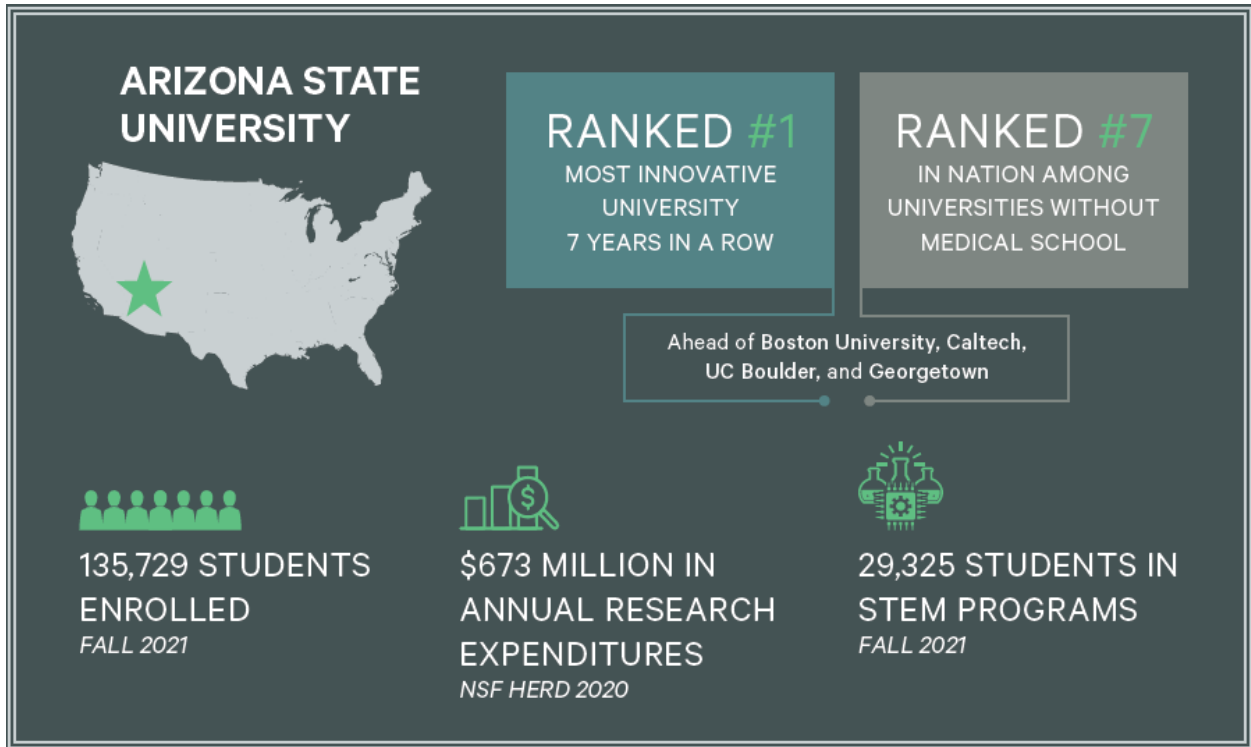 ARIZONA STATE
UNIVERSITY
RANKED #1
MOST INNOVATIVE
UNIVERSITY
7 YEARS IN A ROW
RANKED #7
IN NATION AMONG
UNIVERSITIES WITHOUT
MEDICAL SCHOOL
Ahead of Boston University, Caltech,
UC Boulder, and Georgetown
$
135,729 STUDENTS
ENROLLED
FALL 2021
$673 MILLION IN
ANNUAL RESEARCH
EXPENDITURES
NSF HERD 2020
29,325 STUDENTS IN
STEM PROGRAMS
FALL 2021